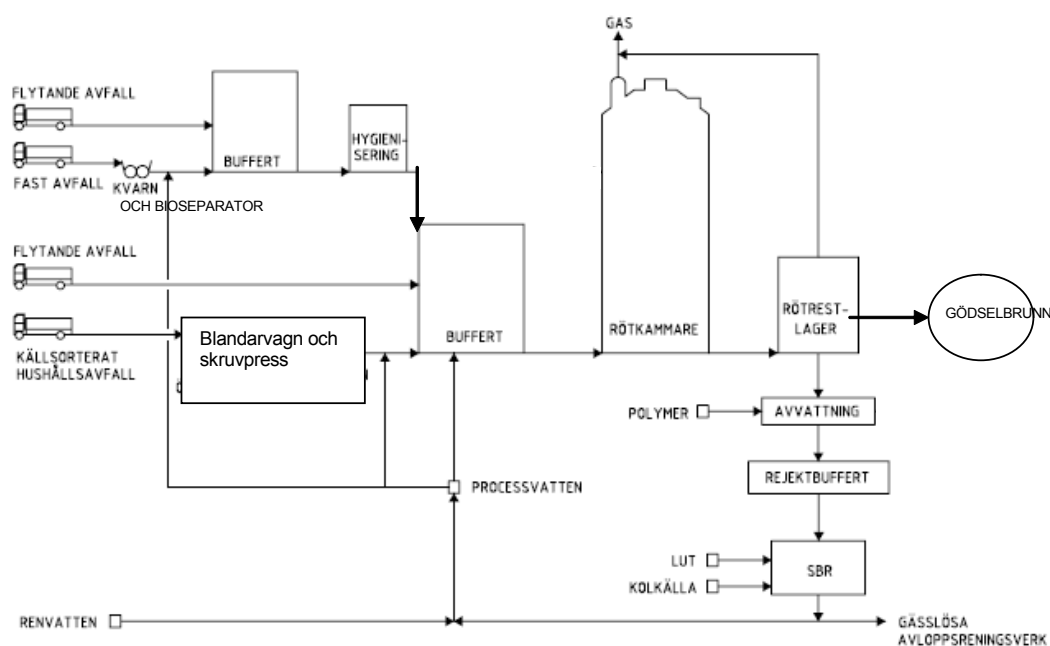 GAS
FLYTANDE AVFALL
HYGIENI-
SERING
BUFFERT
FAST AVFALL
KVARN
OCH BIOSEPARATOR
FLYTANDE AVFALL
RÖTREST-
LAGER
GÖDSELBRUNN
RÖTKAMMARE
BUFFERT
Blandarvagn och
skruvpress
KÄLLSORTERAT
HUSHÅLLSAVFALL
POLYMER
AVVATTNING
REJEKTBUFFERT
PROCESSVATTEN
LUT
KOLKÄLLA
SBR
RENVATTEN
GÄSSLÖSA
AVLOPPSRENINGSVERK